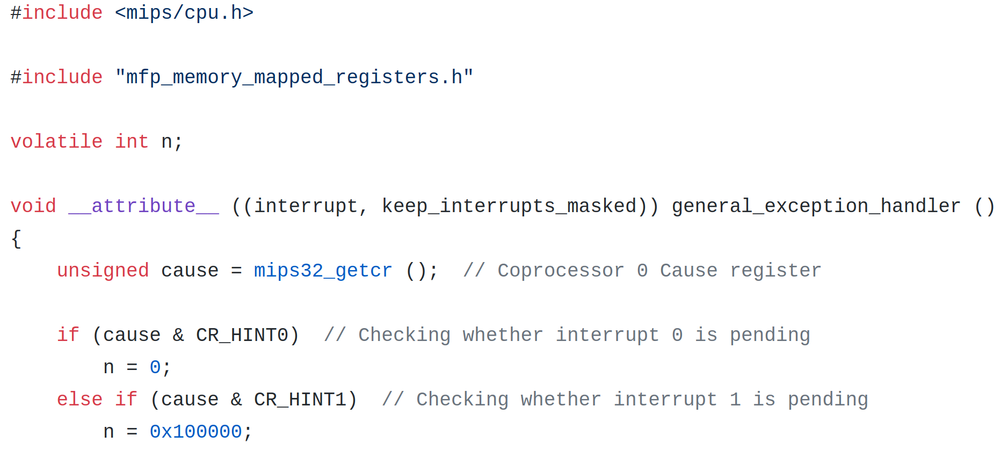 #include <mips/cpu.h>
#include "mfp_memory_mapped_registers.h"
volatile int n;
void __attribute__ ((interrupt, keep_interrupts_masked)) general_exception_handler ()
{
    unsigned cause = mips32_getcr ();  // Coprocessor 0 Cause register
    if (cause & CR_HINT0)  // Checking whether interrupt 0 is pending
        n = 0;
    else if (cause & CR_HINT1)  // Checking whether interrupt 1 is pending
        n = 0x100000;